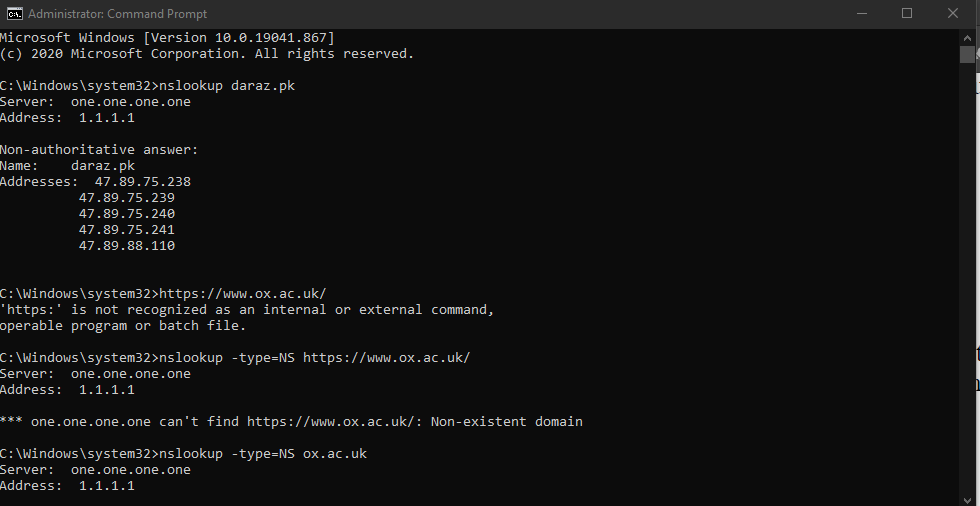 Administrator: Command Prompt
Microsoft Windows [Version 10.0.19041.867]
(c) 2020 Microsoft Corporation. All rights reserved.
C:\Windows\system32>nslookup daraz.pk
Server:  one.one.one.one
Address:  1.1.1.1
Non-authoritative answer:
Name:    daraz.pk
Addresses:  47.89.75.238
          47.89.75.239
          47.89.75.240
          47.89.75.241
          47.89.88.110
C:\Windows\system32>https://www.ox.ac.uk/
'https:' is not recognized as an internal or external command,
operable program or batch file.
C:\Windows\system32>nslookup -type=NS https://www.ox.ac.uk/
Server:  one.one.one.one
Address:  1.1.1.1
*** one.one.one.one can't find https://www.ox.ac.uk/: Non-existent domain
C:\Windows\system32>nslookup -type=NS ox.ac.uk
Server:  one.one.one.one
Address:  1.1.1.1